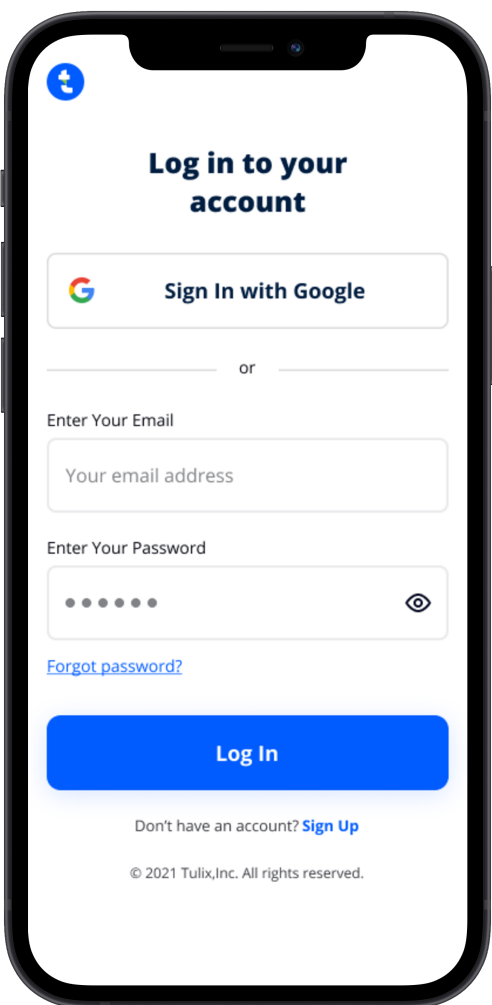 t
Log in to your
account
Sign In with Google
or
Enter Your Email
Your email address
Enter Your Password
Forgot password?
Log In
Don’t have an account? Sign Up
© 2021 Tulix,Inc. All rights reserved.